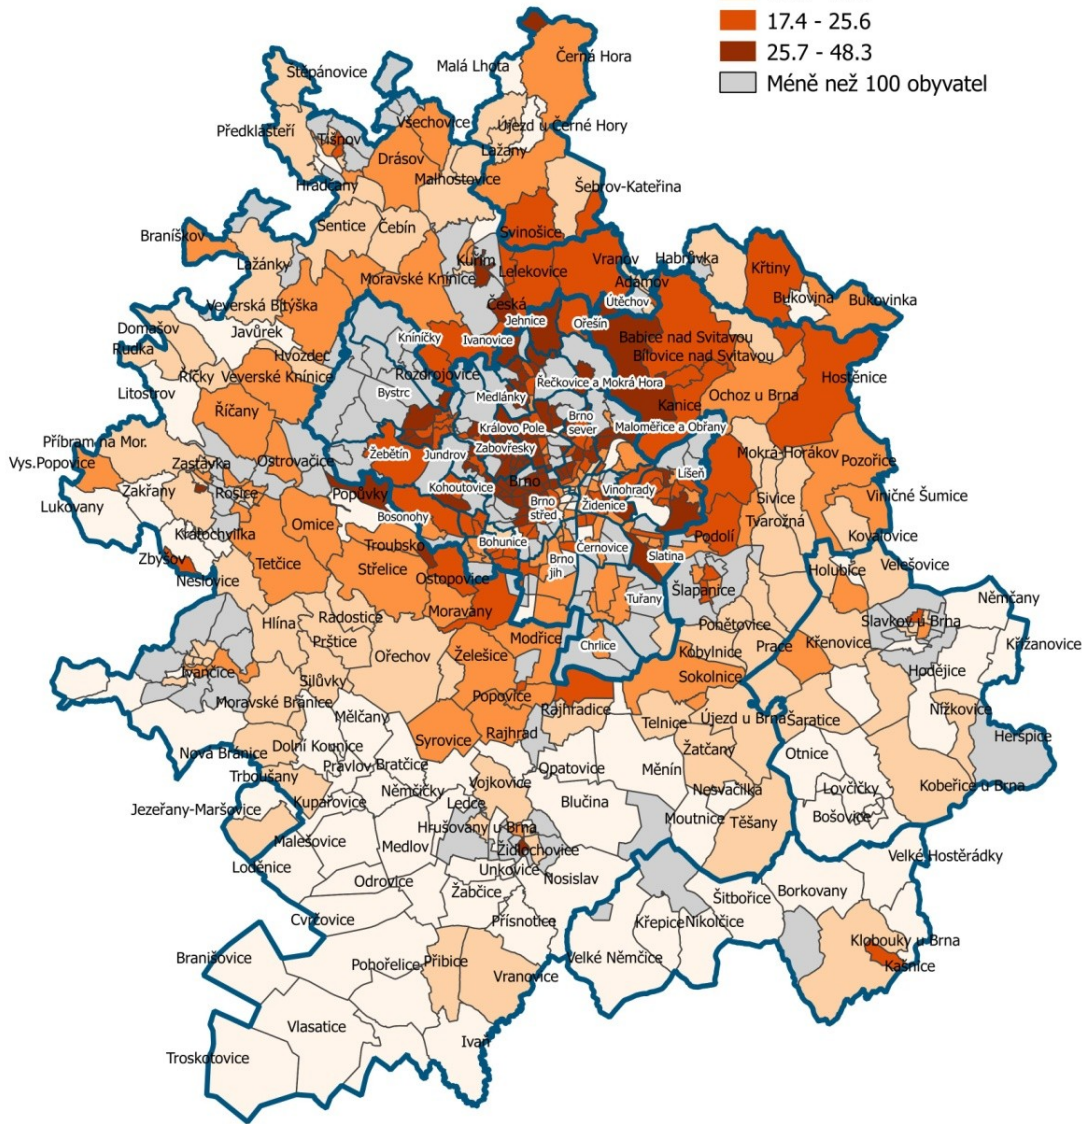 17.4 - 25.6
25.7 - 48.3
Méně než 100 obyvatel
Černá Hora
Malá Lhota
Štěpánovice
Všechovice
Újezd u Černé Hory
Předklášteří
Tišnov
Lažany
Drásov
Malhostovice
Hradčany
Šebrov-Kateřina
Sentice
Čebín
Svinošice
Braníškov
Kuřim
Vranov
Habrůvka
Lažánky
Moravské Knínice
Lelekovice
Adamov
Křtiny
Veverská Bítýška
Česká
Útěchov
Bukovina
Bukovinka
Jehnice
Ořešín
Domašov
Javůrek
Kníničky
Ivanovice
Babice nad Svitavou
Rudka
Hvozdec
Bílovice nad Svitavou
Říčky
Veverské Knínice
Rozdrojovice
Řečkovice a Mokrá Hora
Hostěnice
Litostrov
Bystrc
Medlánky
Kanice
Ochoz u Brna
Říčany
Královo Pole
Brno
sever
Maloměřice a Obřany
Příbram na Mor.
Žabovřesky
Zastávka
Ostrovačice
Žebětín
Jundrov
Mokrá-Horákov
Pozořice
Vys.Popovice
Líšeň
Zakřany
Rosice
Popůvky
Kohoutovice
Brno
Vinohrady
Sivice
Viničné Šumice
Lukovany
Omice
Bosonohy
Brno
střed
Židenice
Tvarožná
Kratochvilka
Troubsko
Bohunice
Černovice
Podolí
Kovalovice
Zbýšov
Tetčice
Střelice
Brno
jih
Slatina
Holubice
Velešovice
Neslovice
Ostopovice
Tuřany
Šlapanice
Němčany
Moravany
Hlína
Radostice
Ponětovice
Slavkov u Brna
Prštice
Modřice
Chrlice
Prace
Křenovice
Křižanovice
Ořechov
Želešice
Kobylnice
Hodějice
Ivančice
Silůvky
Sokolnice
Moravské Bránice
Popovice
Rajhradice
Nížkovice
Mělčany
Telnice
Újezd u Brna
Šaratice
Nová Bránice
Dolní Kounice
Syrovice
Rajhrad
Žatčany
Otnice
Heršpice
Pravlov
Bratčice
Opatovice
Měnín
Trboušany
Vojkovice
Nesvačilka
Lovčičky
Kobeřice u Brna
Jezeřany-Maršovice
Kupařovice
Němčičky
Ledce
Blučina
Moutnice
Těšany
Bošovice
Hrušovany u Brna
Malešovice
Medlov
Židlochovice
Velké Hostěrádky
Loděnice
Unkovice
Nosislav
Odrovice
Žabčice
Šitbořice
Borkovany
Cvrčovice
Přísnotice
Křepice
Nikolčice
Klobouky u Brna
Branišovice
Pohořelice
Přibice
Velké Němčice
Kašnice
Vranovice
Vlasatice
Ivaň
Troskotovice